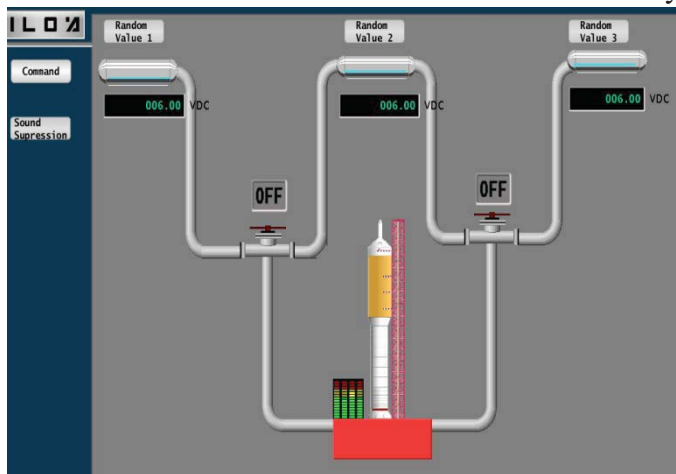 Random
Value 1
Random
Value 2
Random
Value 3
Command
006.00 VDC
006.00 VDC
006.00 VDC
Sound
Supression
OFF
OFF